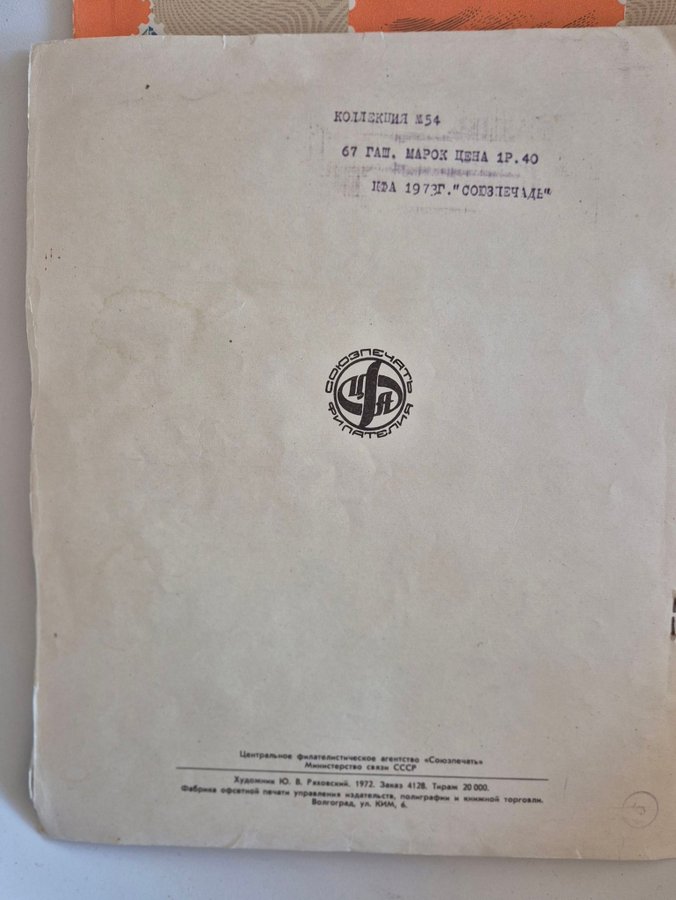 КОЛЛЕКЦИЯ №54
67 ГАШ. МАРОК ЦЕНА 1Р.40
ЦФА 1973Г."СОЮЗПЕЧАТЬ"
СОЮЗПЕЧАТЬ
ЦФА
ФИЛАТЕЛИЯ
Центральное филателистическое агентство «Союзпечать»
Министерство связи СССР
Художник Ю. В. Раковский. 1972. Заказ 4128. Тираж 20 000.
Фабрика офсетной печати управления издательств, полиграфии и книжной торговли.
Волгоград, ул. КИМ, 6.